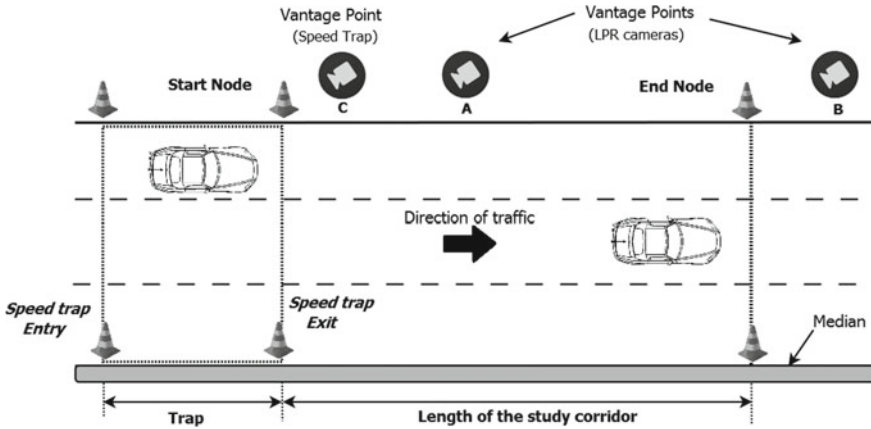 Vantage Point
(Speed Trap)
Vantage Points
(LPR cameras)
Start Node
End Node
C
A
B
Direction of traffic
Speed trap
Entry
Speed trap
Exit
Median
Trap
Length of the study corridor